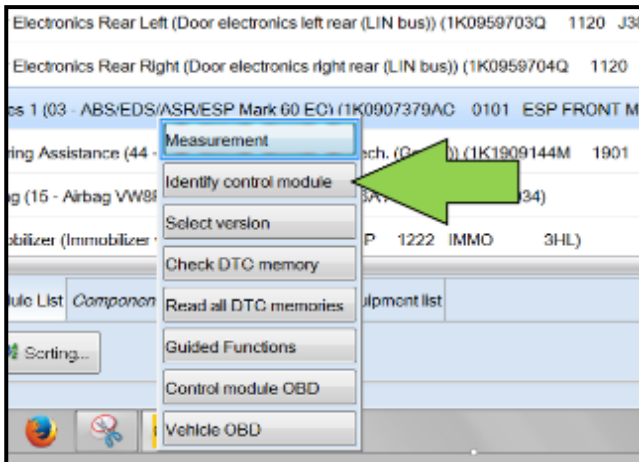 Electronics Rear Left (Door electronics left rear (LIN bus)) (1K0959703Q 1120 J38
Electronics Rear Right (Door electronics right rear (LIN bus)) (1K0959704Q 1120
cs 1 (03 - ABS/EDS/ASR/ESP Mark 60 EC) (1K0907379AC 0101 ESP FRONT M
Measurement
ring Assistance (44 - ech. (1K1909144M 1901
Identify control module
g (15 - Airbag VW8 34)
Select version
obilizer (Immobilizer P 1222 IMMO 3HL)
Check DTC memory
ule List Componen uipment list
Read all DTC memories
Sorting...
Guided Functions
Control module OBD
Vehicle OBD